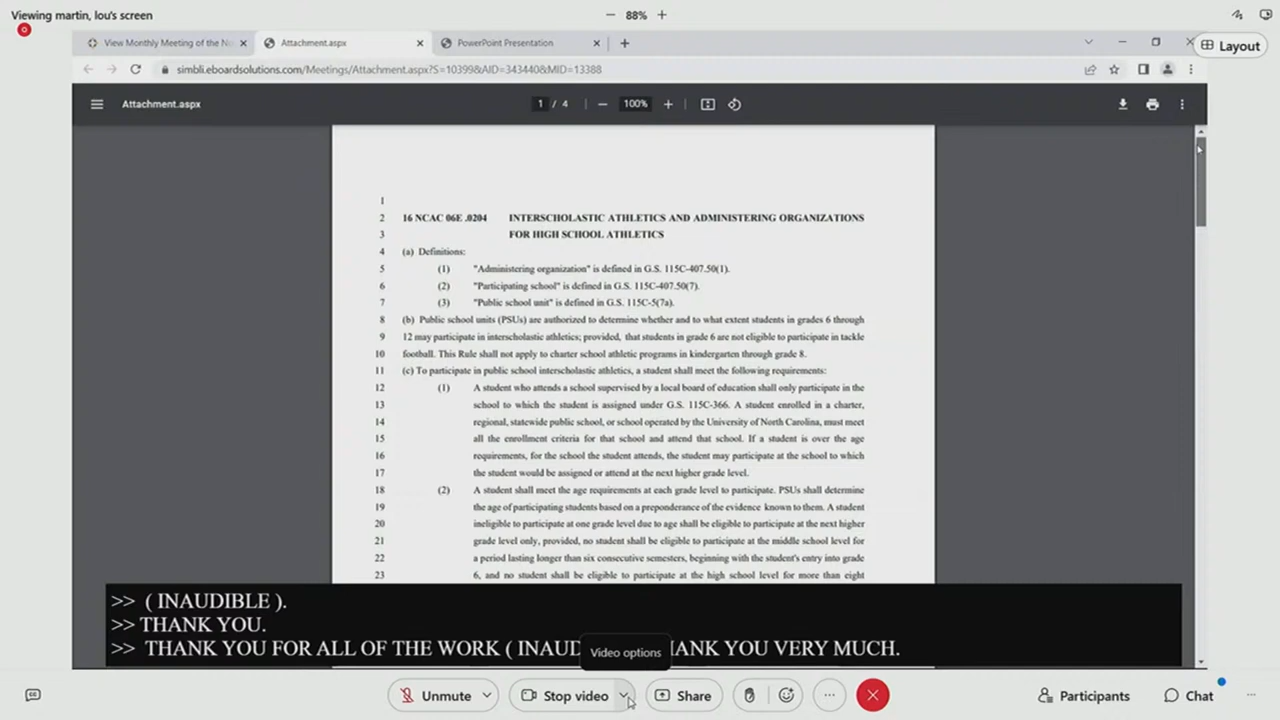 Viewing martin, lou's screen
88%
View Monthly Meeting of the No
Attachment.aspx
PowerPoint Presentation
Layout
simbli.eboardsolutions.com/Meetings/Attachment.aspx?S=10399&AID=343440&MID=13388
Attachment.aspx
1 / 4
100%
1
2 16 NCAC 06E .0204 INTERSCHOLASTIC ATHLETICS AND ADMINISTERING ORGANIZATIONS
3 FOR HIGH SCHOOL ATHLETICS
4 (a) Definitions:
5 (1) "Administering organization" is defined in G.S. 115C-407.50(1).
6 (2) "Participating school" is defined in G.S. 115C-407.50(7).
7 (3) "Public school unit" is defined in G.S. 115C-5(7a).
8 (b) Public school units (PSUs) are authorized to determine whether and to what extent students in grades 6 through
9 12 may participate in interscholastic athletics; provided, that students in grade 6 are not eligible to participate in tackle
10 football. This Rule shall not apply to charter school athletic programs in kindergarten through grade 8.
11 (c) To participate in public school interscholastic athletics, a student shall meet the following requirements:
12 (1) A student who attends a school supervised by a local board of education shall only participate in the
13 school to which the student is assigned under G.S. 115C-366. A student enrolled in a charter,
14 regional, statewide public school, or school operated by the University of North Carolina, must meet
15 all the enrollment criteria for that school and attend that school. If a student is over the age
16 requirements, for the school the student attends, the student may participate at the school to which
17 the student would be assigned or attend at the next higher grade level.
18 (2) A student shall meet the age requirements at each grade level to participate. PSUs shall determine
19 the age of participating students based on a preponderance of the evidence known to them. A student
20 ineligible to participate at one grade level due to age shall be eligible to participate at the next higher
21 grade level only, provided, no student shall be eligible to participate at the middle school level for
22 a period lasting longer than six consecutive semesters, beginning with the student's entry into grade
23 6, and no student shall be eligible to participate at the high school level for more than eight
>> ( INAUDIBLE ).
>> THANK YOU.
>> THANK YOU FOR ALL OF THE WORK ( INAUD HANK YOU VERY MUCH.
Video options
Unmute
Stop video
Share
Participants
Chat